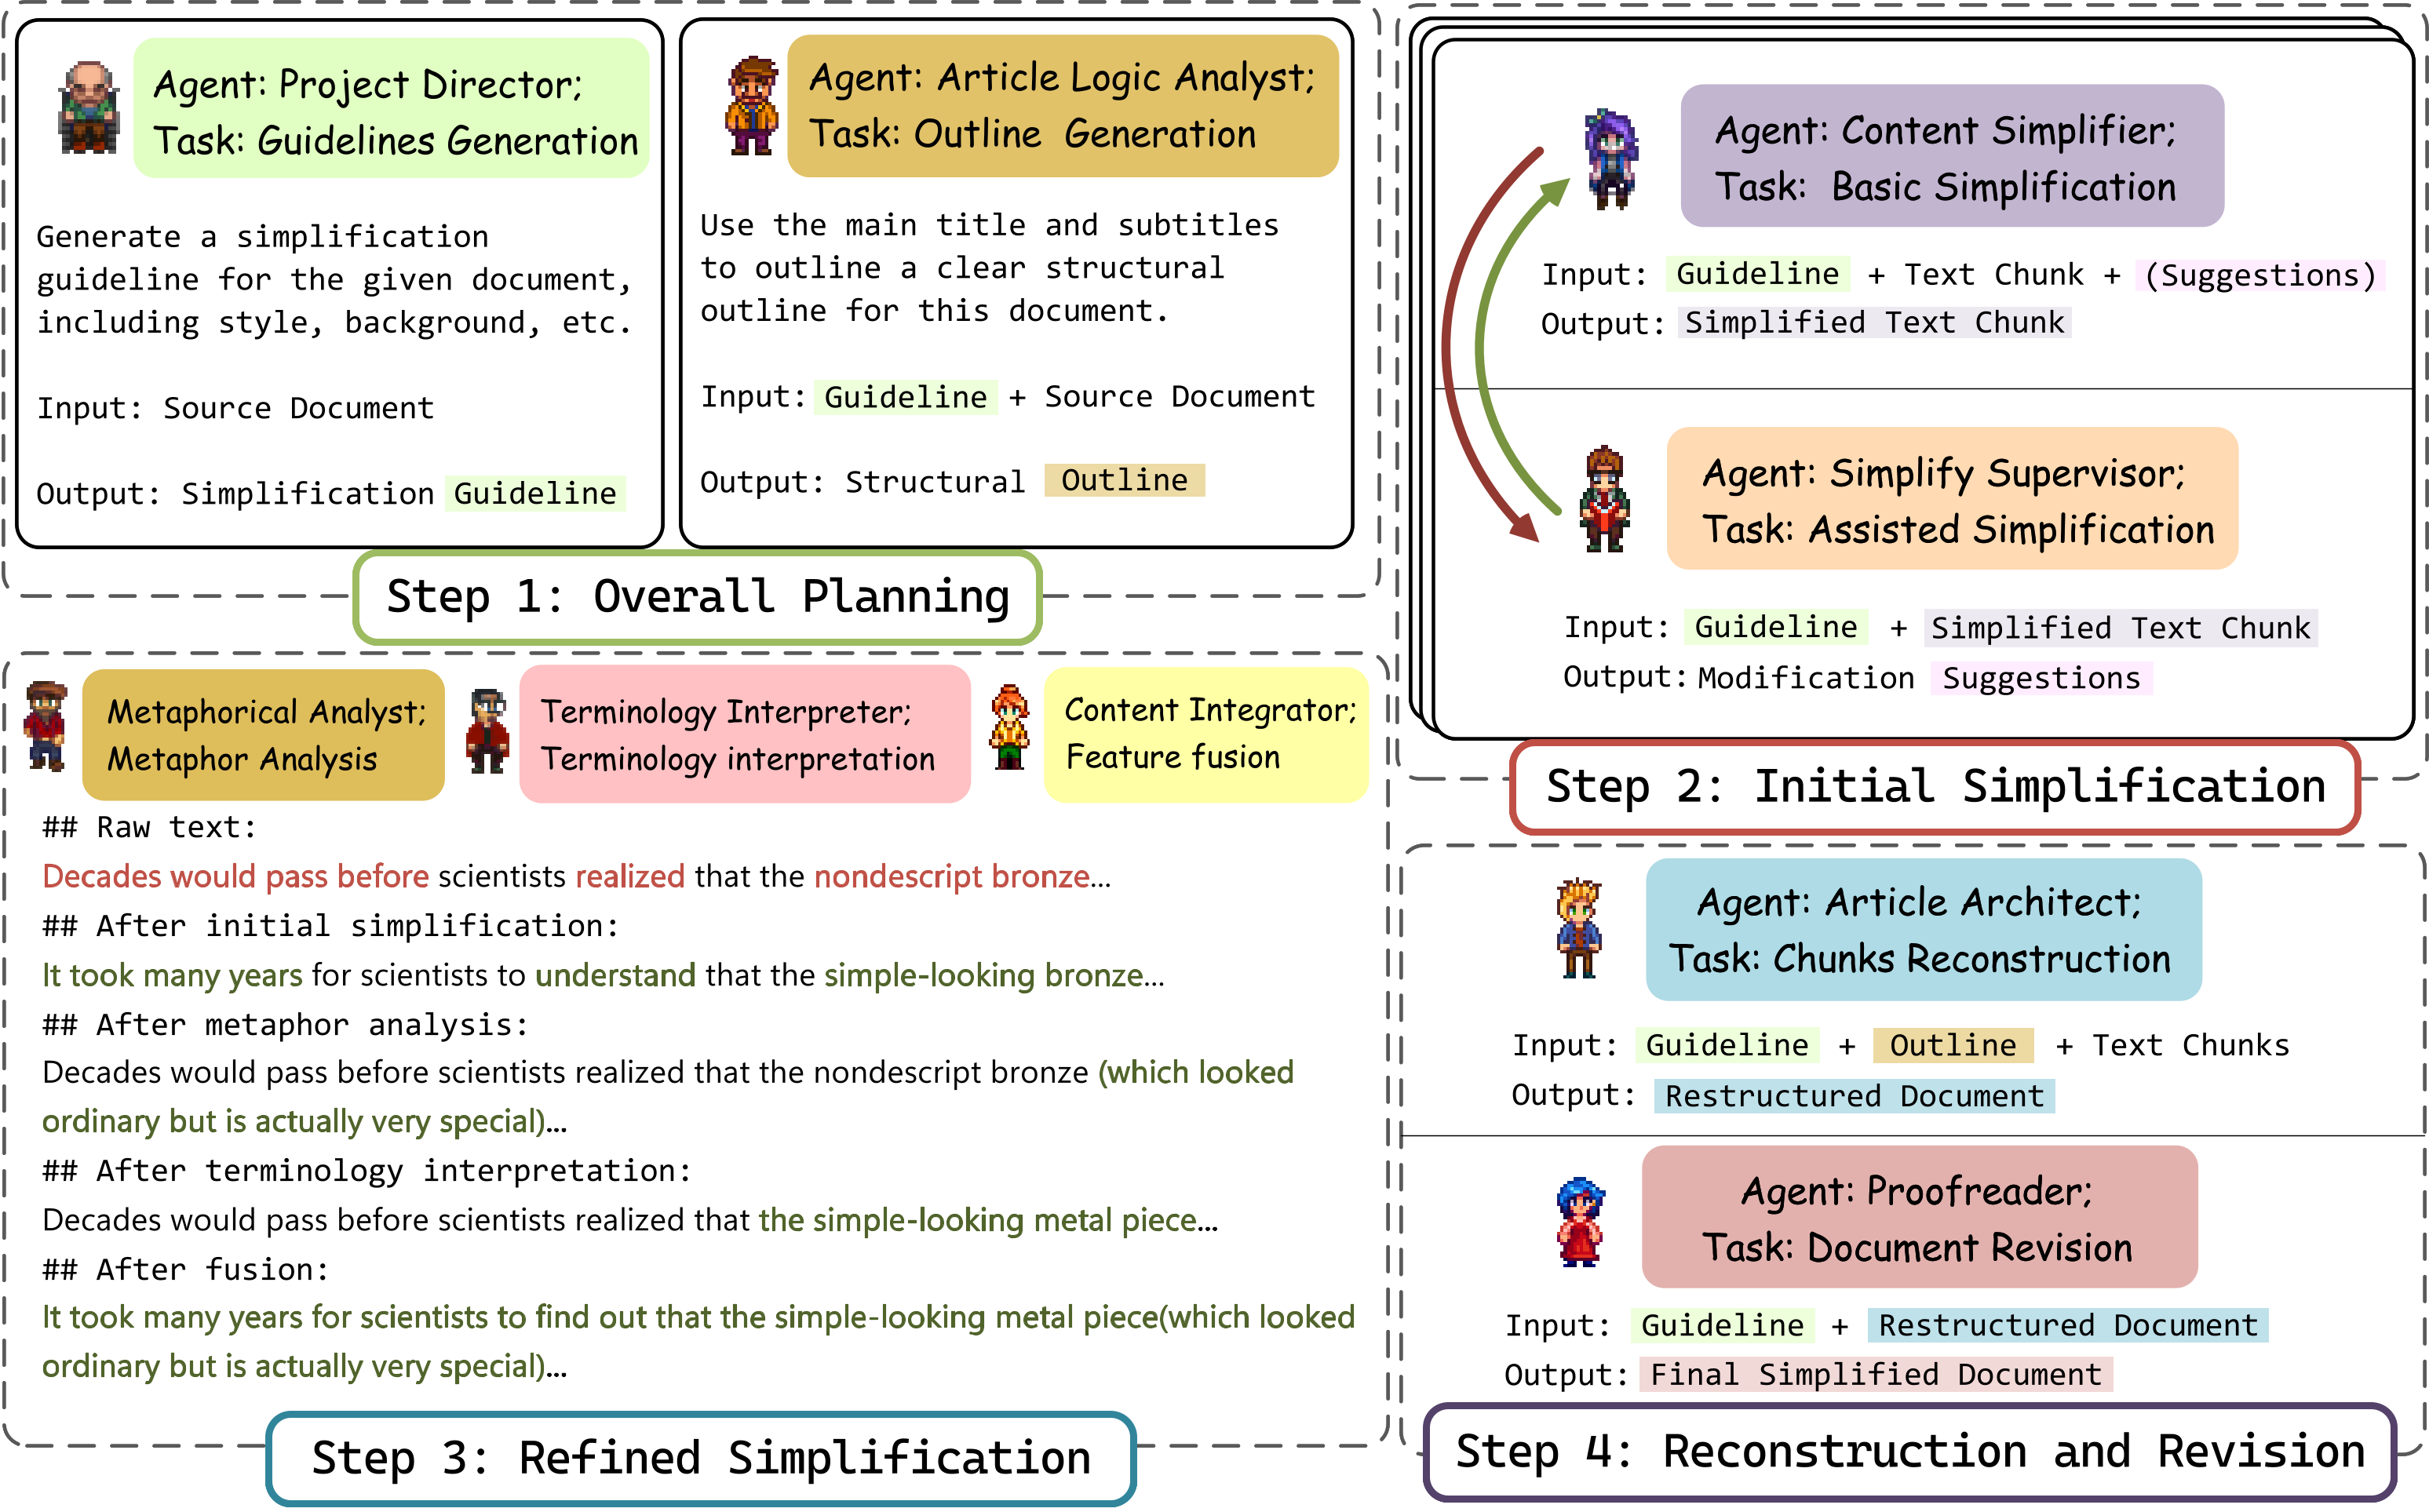 Agent: Project Director;
Task: Guidelines Generation
Generate a simplification
guideline for the given document,
including style, background, etc.
Input: Source Document
Output: Simplification Guideline
Agent: Article Logic Analyst;
Task: Outline Generation
Use the main title and subtitles
to outline a clear structural
outline for this document.
Input: Guideline + Source Document
Output: Structural Outline
Step 1: Overall Planning
Agent: Content Simplifier;
Task: Basic Simplification
Input: Guideline + Text Chunk + (Suggestions)
Output: Simplified Text Chunk
Agent: Simplify Supervisor;
Task: Assisted Simplification
Input: Guideline + Simplified Text Chunk
Output: Modification Suggestions
Step 2: Initial Simplification
Metaphorical Analyst;
Metaphor Analysis
Terminology Interpreter;
Terminology interpretation
Content Integrator;
Feature fusion
## Raw text:
Decades would pass before scientists realized that the nondescript bronze...
## After initial simplification:
It took many years for scientists to understand that the simple-looking bronze...
## After metaphor analysis:
Decades would pass before scientists realized that the nondescript bronze (which looked
ordinary but is actually very special)...
## After terminology interpretation:
Decades would pass before scientists realized that the simple-looking metal piece...
## After fusion:
It took many years for scientists to find out that the simple-looking metal piece(which looked
ordinary but is actually very special)...
Step 3: Refined Simplification
Agent: Article Architect;
Task: Chunks Reconstruction
Input: Guideline + Outline + Text Chunks
Output: Restructured Document
Agent: Proofreader;
Task: Document Revision
Input: Guideline + Restructured Document
Output: Final Simplified Document
Step 4: Reconstruction and Revision